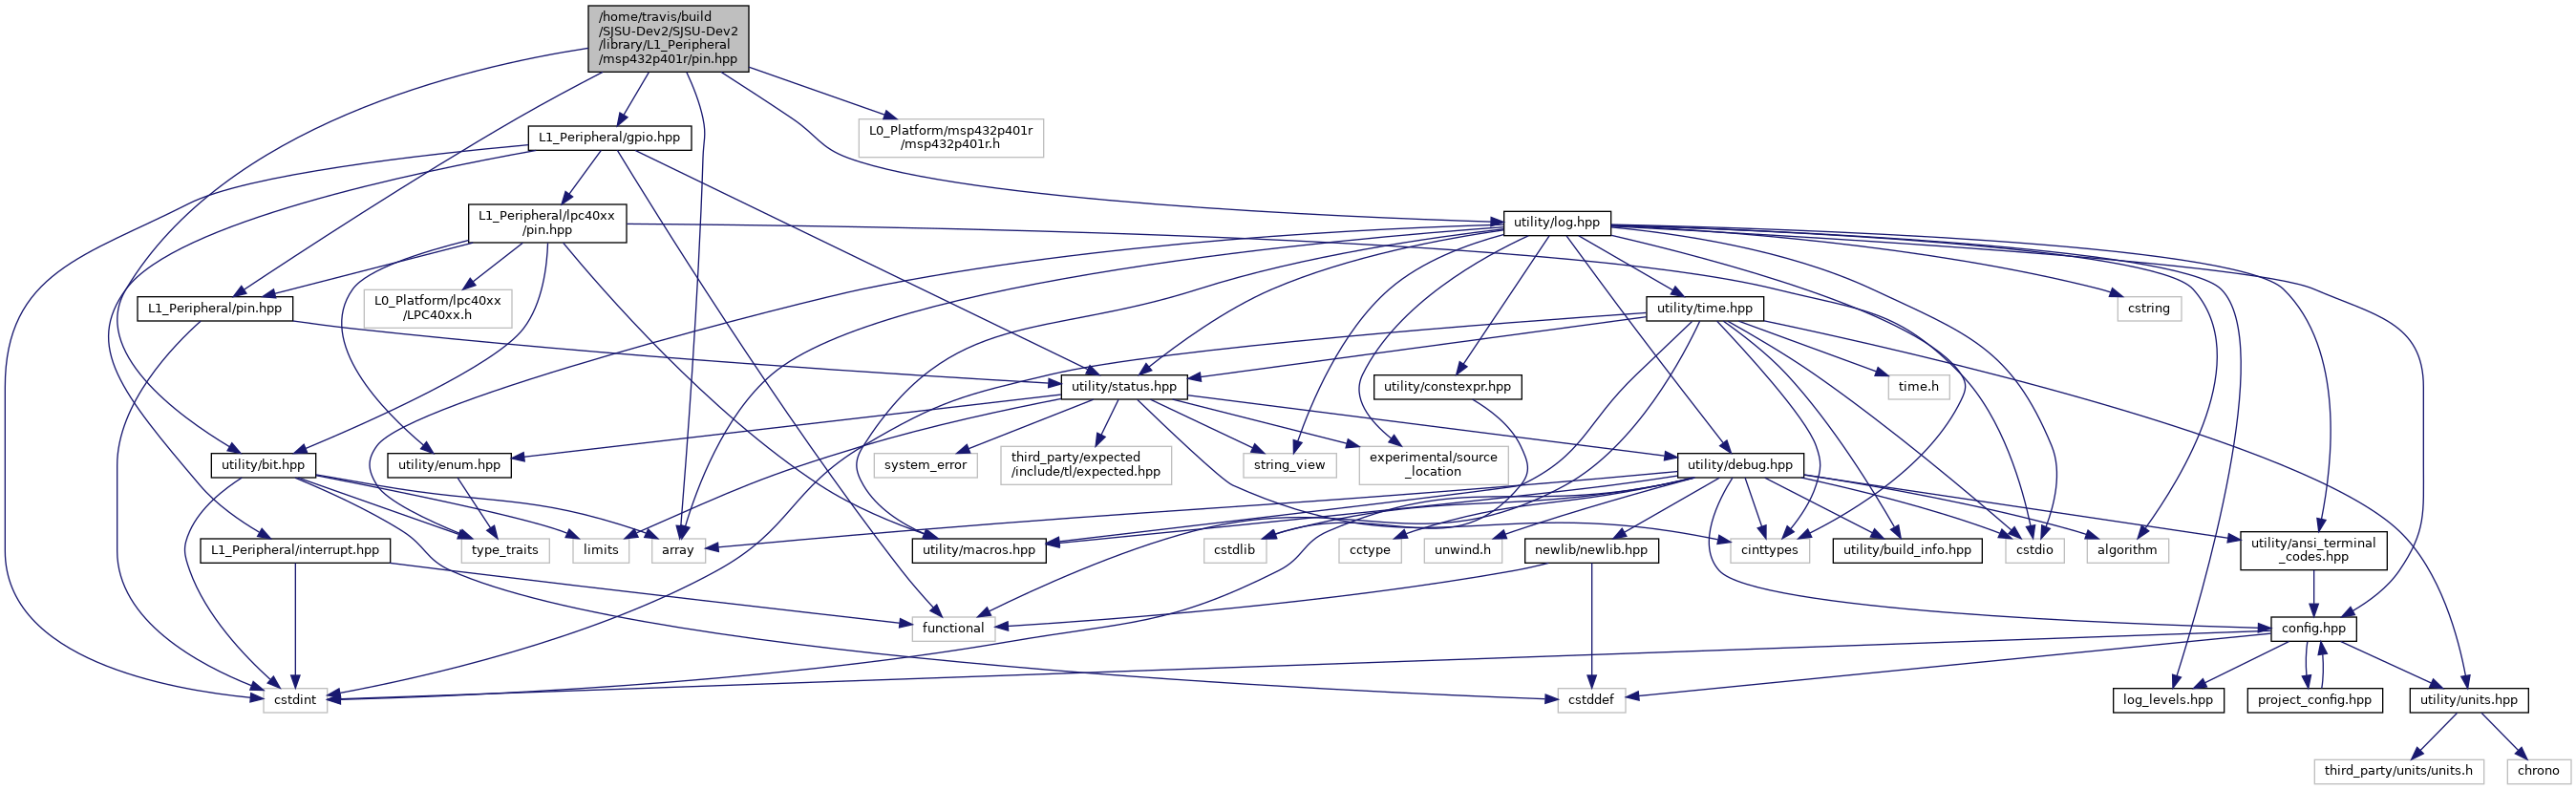 /home/travis/build
/SJSU-Dev2/SJSU-Dev2
/library/L1_Peripheral
/msp432p401r/pin.hpp
L1_Peripheral/gpio.hpp
L0_Platform/msp432p401r
/msp432p401r.h
L1_Peripheral/lpc40xx
/pin.hpp
utility/log.hpp
L1_Peripheral/pin.hpp
L0_Platform/lpc40xx
/LPC40xx.h
utility/time.hpp
cstring
utility/status.hpp
utility/constexpr.hpp
time.h
utility/bit.hpp
utility/enum.hpp
system_error
third_party/expected
/include/tl/expected.hpp
string_view
experimental/source
_location
utility/debug.hpp
L1_Peripheral/interrupt.hpp
type_traits
limits
array
utility/macros.hpp
cstdlib
cctype
unwind.h
newlib/newlib.hpp
cinttypes
utility/build_info.hpp
cstdio
algorithm
utility/ansi_terminal
_codes.hpp
functional
config.hpp
cstdint
cstddef
log_levels.hpp
project_config.hpp
utility/units.hpp
third_party/units/units.h
chrono